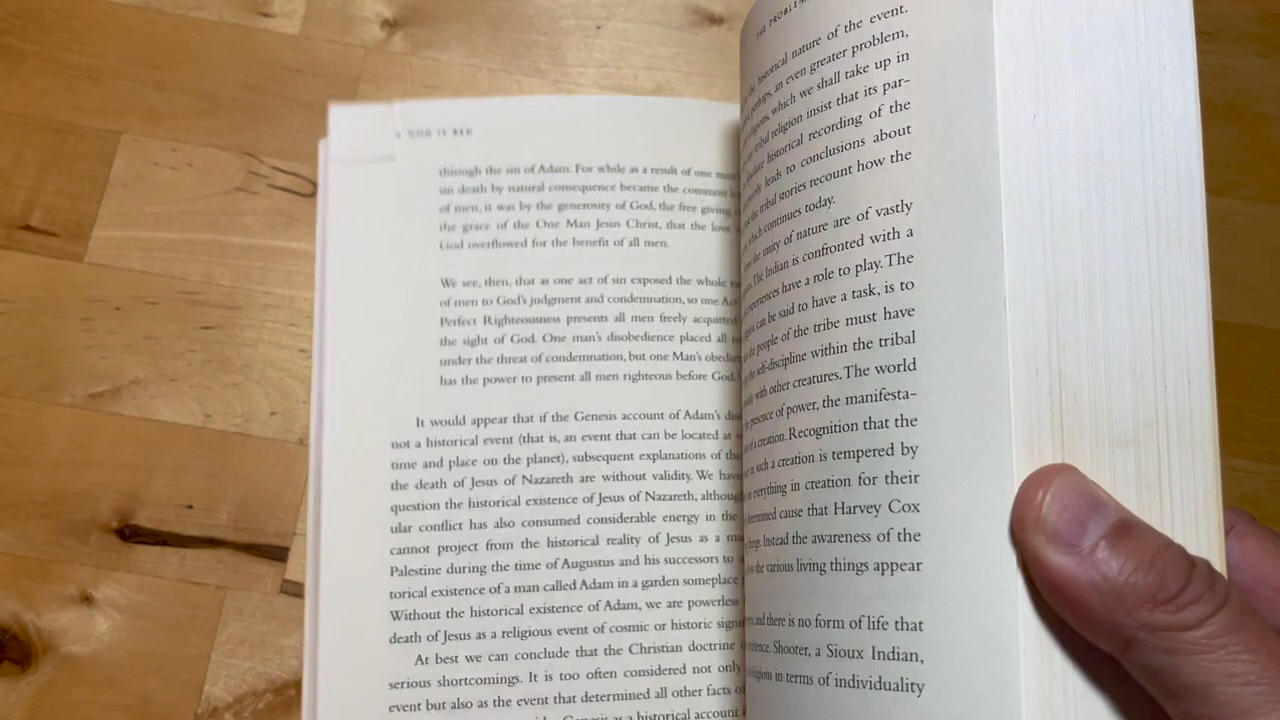 GOD IS RED
through the sin of Adam. For while as a result of one
sin death by natural consequence became the common
of men, it was by the generosity of God, the free giving
the grace of the One Man Jesus Christ, that the love
God overflowed for the benefit of all men.
We see, then, that as one act of sin exposed the whole
of men to God's judgment and condemnation, so one
Perfect Righteousness presents all men freely acquitted
the sight of God. One man's disobedience placed all
under the threat of condemnation, but one Man's
has the power to present all men righteous before God.
It would appear that if the Genesis account of Adam's
not a historical event (that is, an event that can be located at
time and place on the planet), subsequent explanations of
the death of Jesus of Nazareth are without validity. We
question the historical existence of Jesus of Nazareth,
ular conflict has also consumed considerable energy in the
cannot project from the historical reality of Jesus as a
Palestine during the time of Augustus and his successors to
torical existence of a man called Adam in a garden someplace
Without the historical existence of Adam, we are powerless
death of Jesus as a religious event of cosmic or historic
At best we can conclude that the Christian doctrine
serious shortcomings. It is too often considered not only
event but also as the event that determined all other facts
Genesis as a historical account
THE PROBLEM
historical nature of the event.
perhaps, an even greater problem,
which we shall take up in
tribal religion insist that its par-
absolute historical recording of the
leads to conclusions about
the tribal stories recount how the
which continues today.
the unity of nature are of vastly
The Indian is confronted with a
experiences have a role to play. The
can be said to have a task, is to
the people of the tribe must have
self-discipline within the tribal
with other creatures. The world
presence of power, the manifesta-
of a creation. Recognition that the
in such a creation is tempered by
everything in creation for their
determined cause that Harvey Cox
Instead the awareness of the
the various living things appear
and there is no form of life that
Shooter, a Sioux Indian,
in terms of individuality